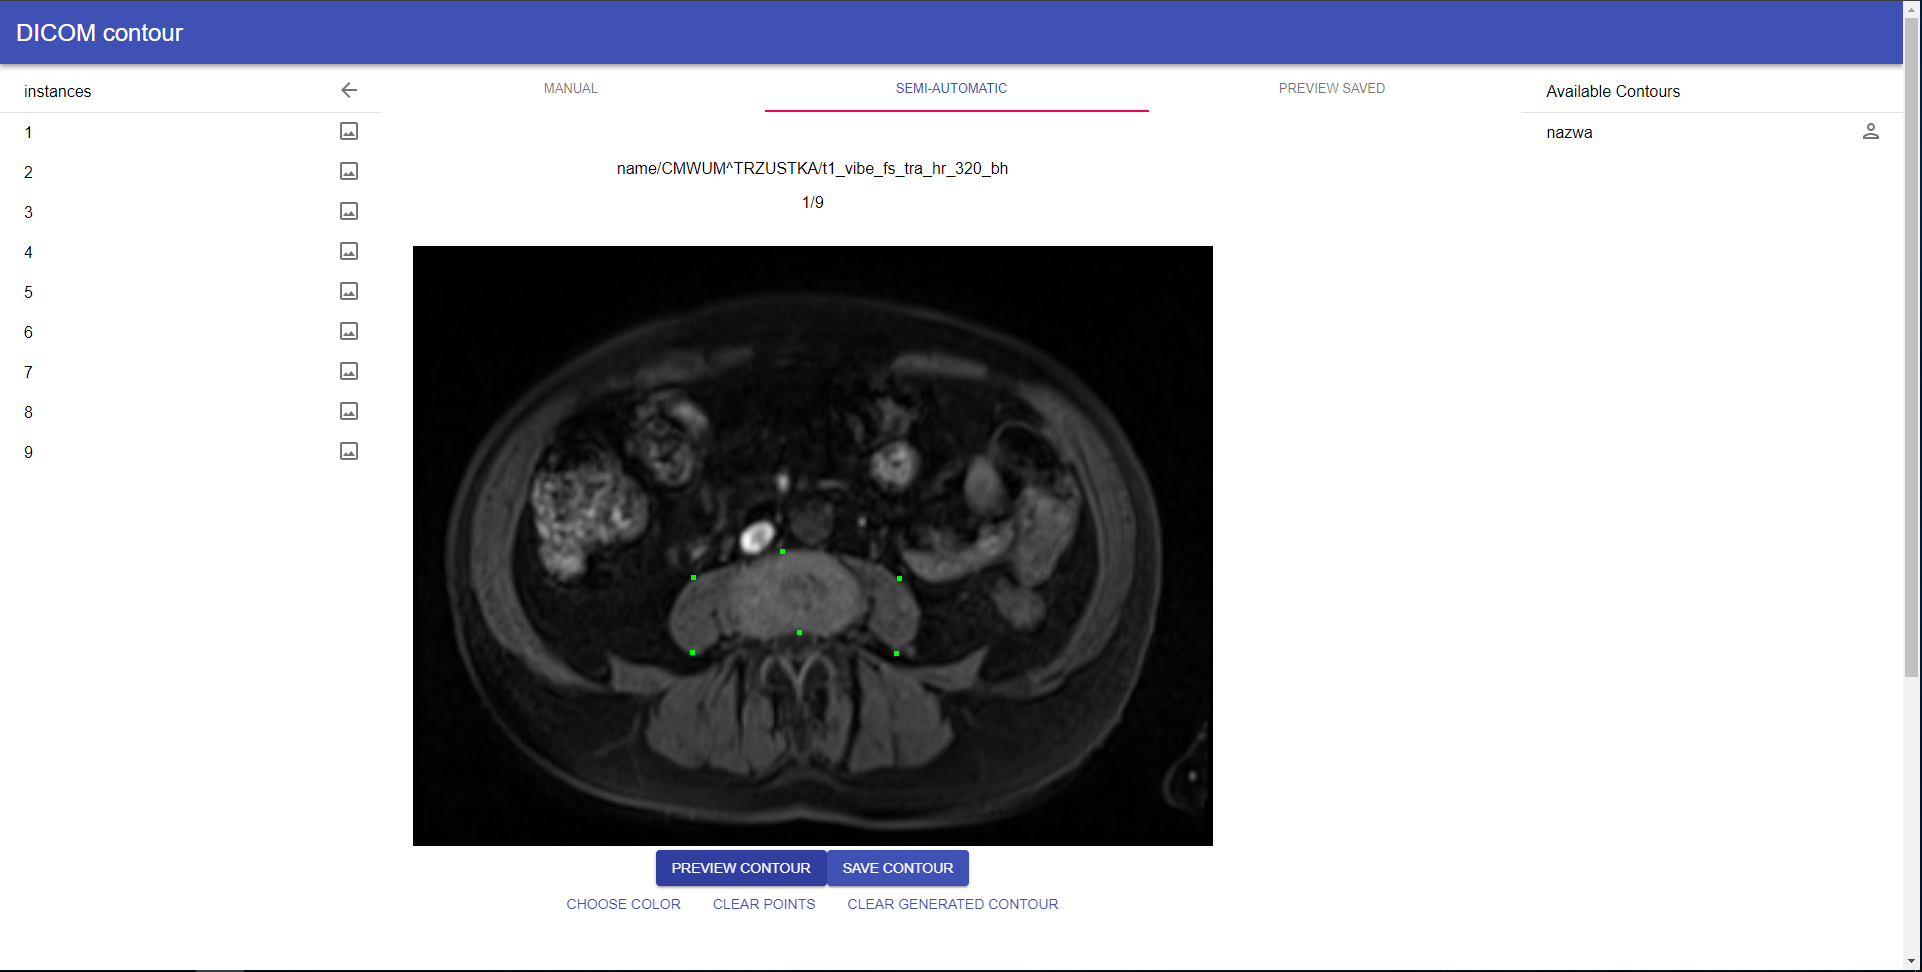 DICOM contour
instances
1
2
3
4
5
6
7
8
9
MANUAL
SEMI-AUTOMATIC
PREVIEW SAVED
name/CMWUM^TRZUSTKA/t1_vibe_fs_tra_hr_320_bh
1/9
PREVIEW CONTOUR
SAVE CONTOUR
CHOOSE COLOR
CLEAR POINTS
CLEAR GENERATED CONTOUR
Available Contours
nazwa